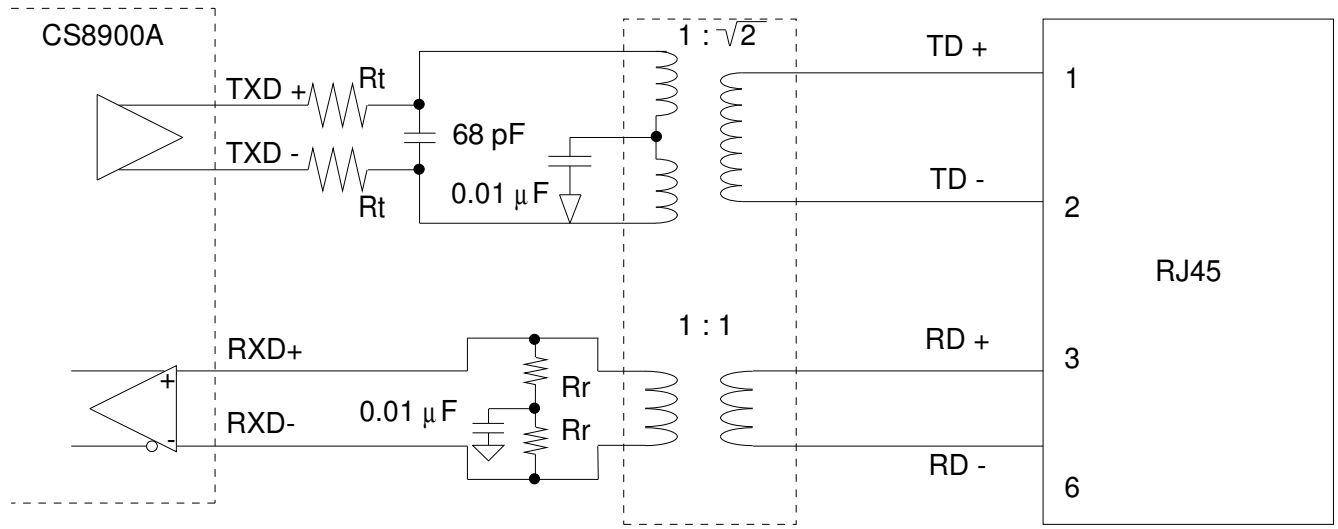 CS8900A
1 : √2
TD +
TXD +
Rt
1
68 pF
TXD -
TD -
0.01 μF
Rt
2
RJ45
1 : 1
RXD+
RD +
3
+
Rr
0.01 μF
RXD-
Rr
-
RD -
6